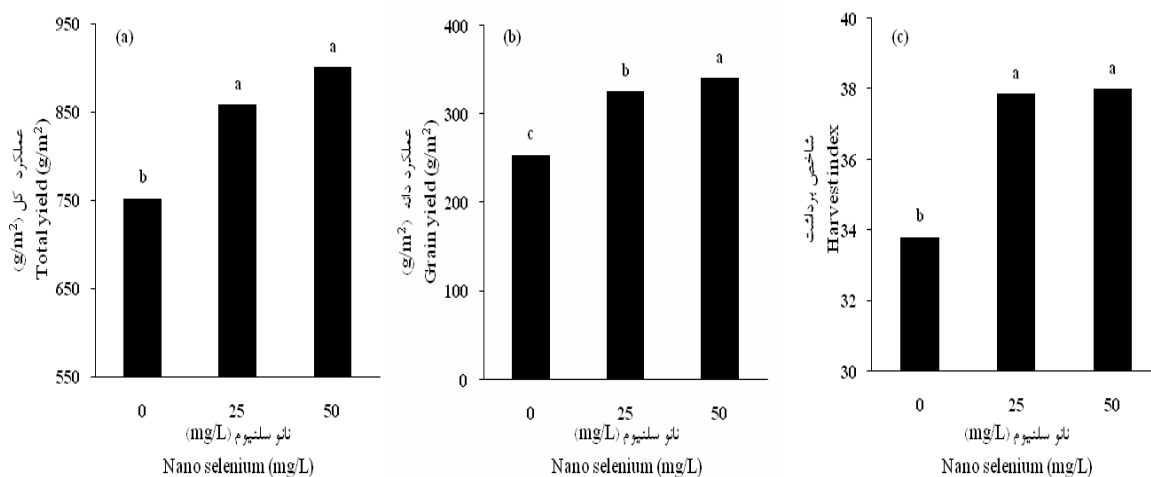 (a)
950
850
750
650
550
b
a
a
عملکرد کل (g/m²)
Total yield (g/m²)
0 25 50
نانو سلنیوم (mg/L)
Nano selenium (mg/L)
(b)
400
300
200
100
0
c
b
a
عملکرد دانه (g/m²)
Grain yield (g/m²)
0 25 50
نانو سلنیوم (mg/L)
Nano selenium (mg/L)
(c)
40
38
36
34
32
30
b
a
a
شاخص برداشت
Harvest index
0 25 50
نانو سلنیوم (mg/L)
Nano selenium (mg/L)